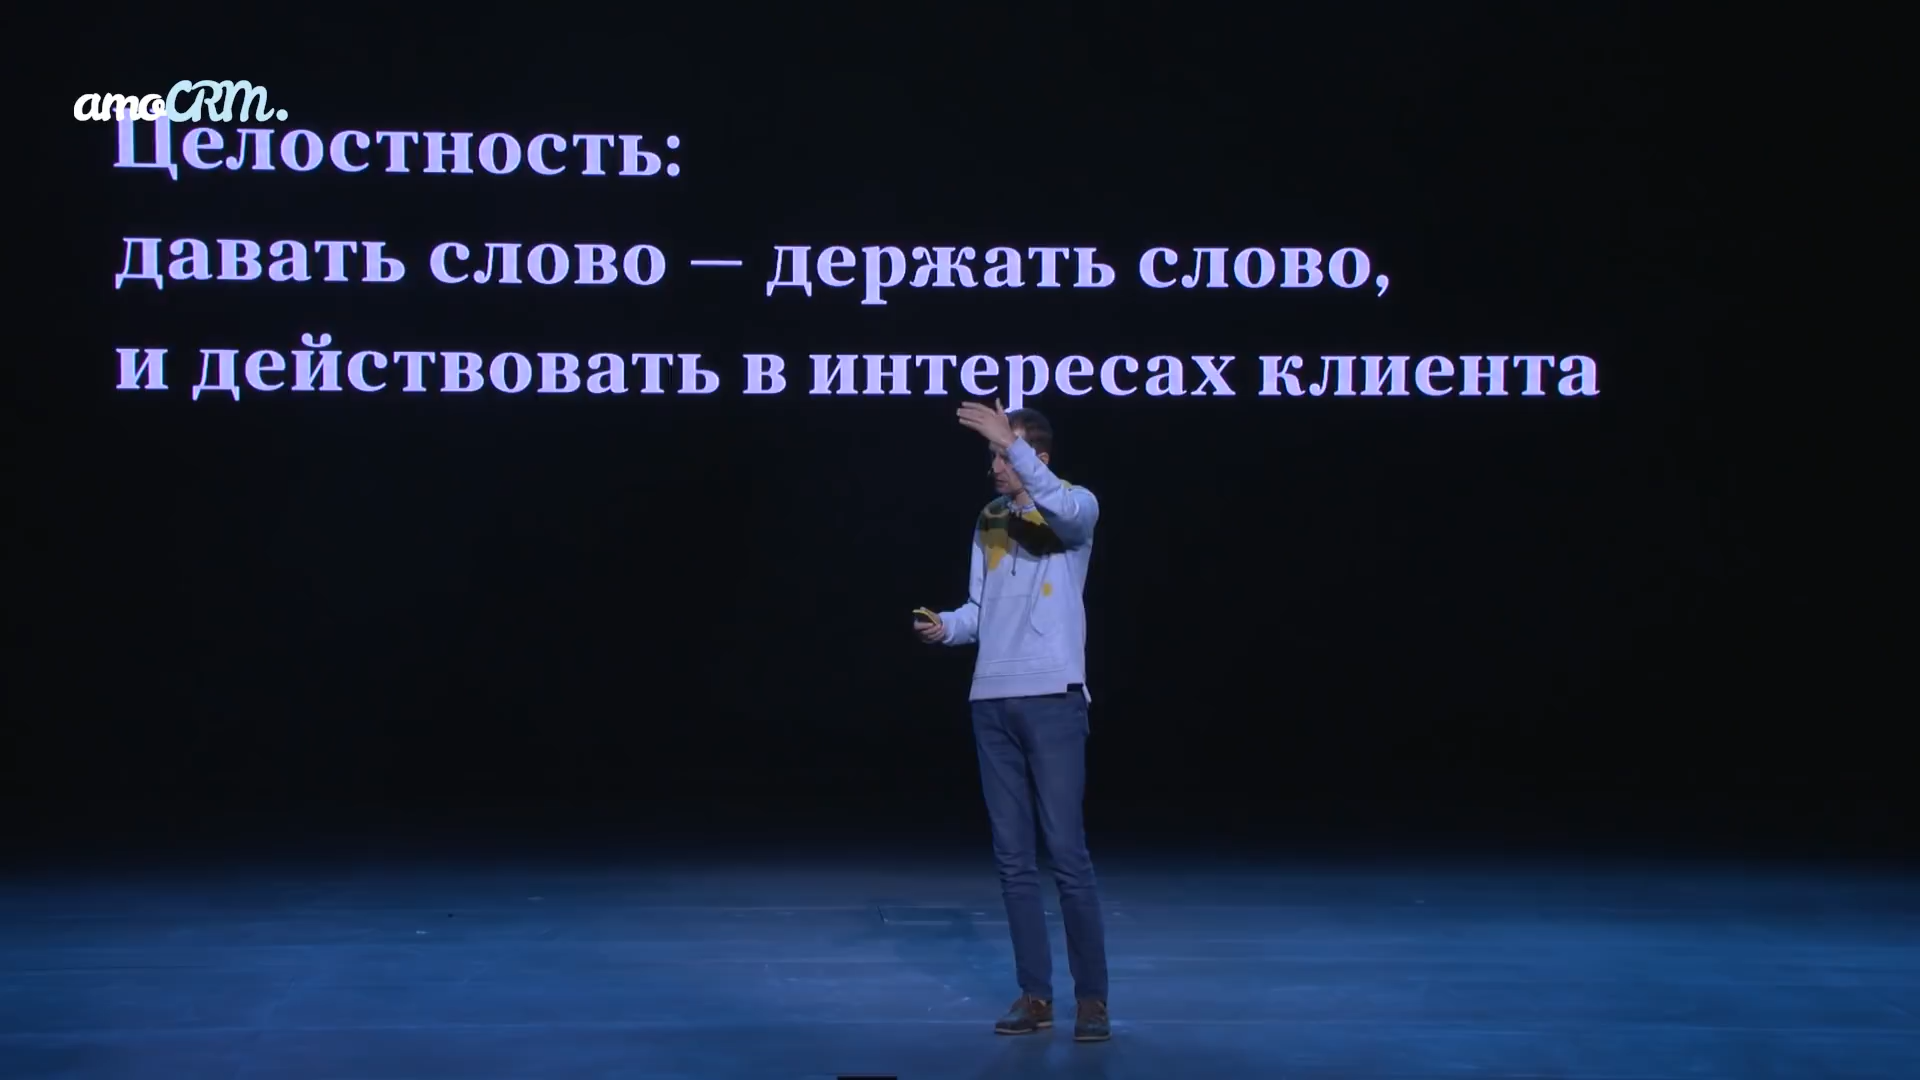 amoCRM.
Целостность:
давать слово – держать слово,
и действовать в интересах клиента